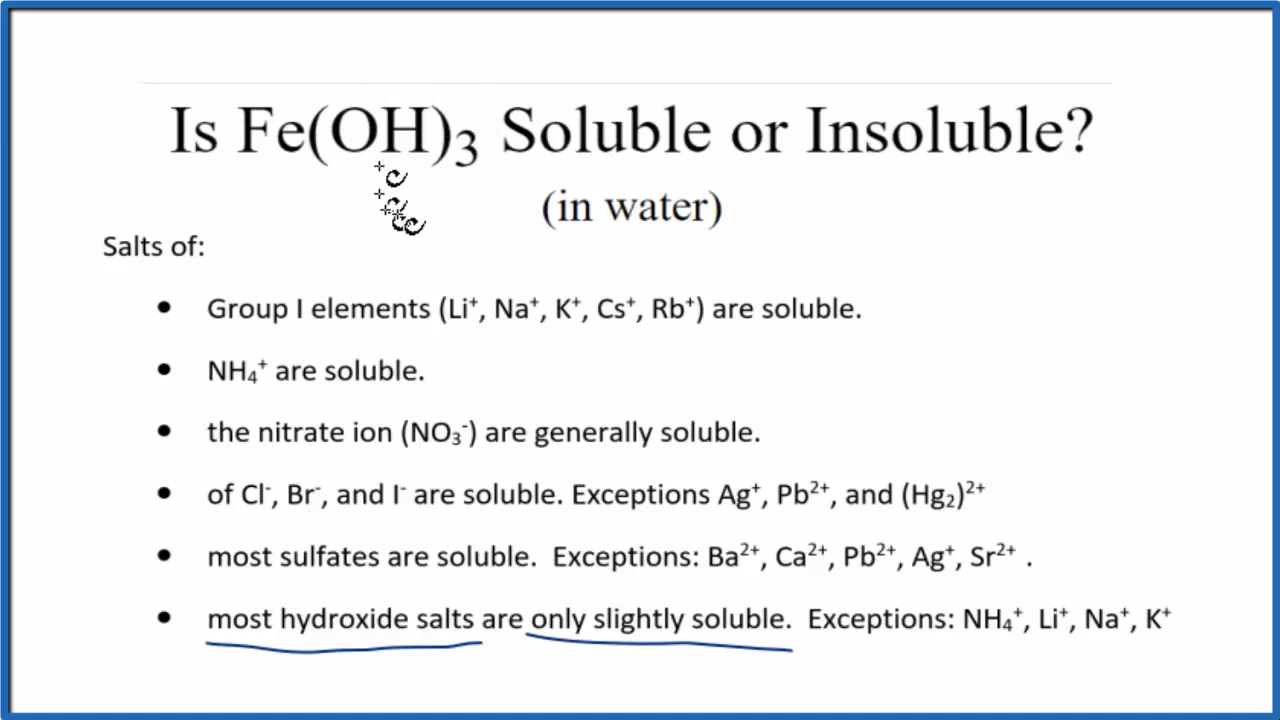 Is Fe(OH)₃ Soluble or Insoluble?
(in water)
Salts of:
• Group I elements (Li⁺, Na⁺, K⁺, Cs⁺, Rb⁺) are soluble.
• NH₄⁺ are soluble.
• the nitrate ion (NO₃⁻) are generally soluble.
• of Cl⁻, Br⁻, and I⁻ are soluble. Exceptions Ag⁺, Pb²⁺, and (Hg₂)²⁺
• most sulfates are soluble.  Exceptions: Ba²⁺, Ca²⁺, Pb²⁺, Ag⁺, Sr²⁺ .
• most hydroxide salts are only slightly soluble.  Exceptions: NH₄⁺, Li⁺, Na⁺, K⁺